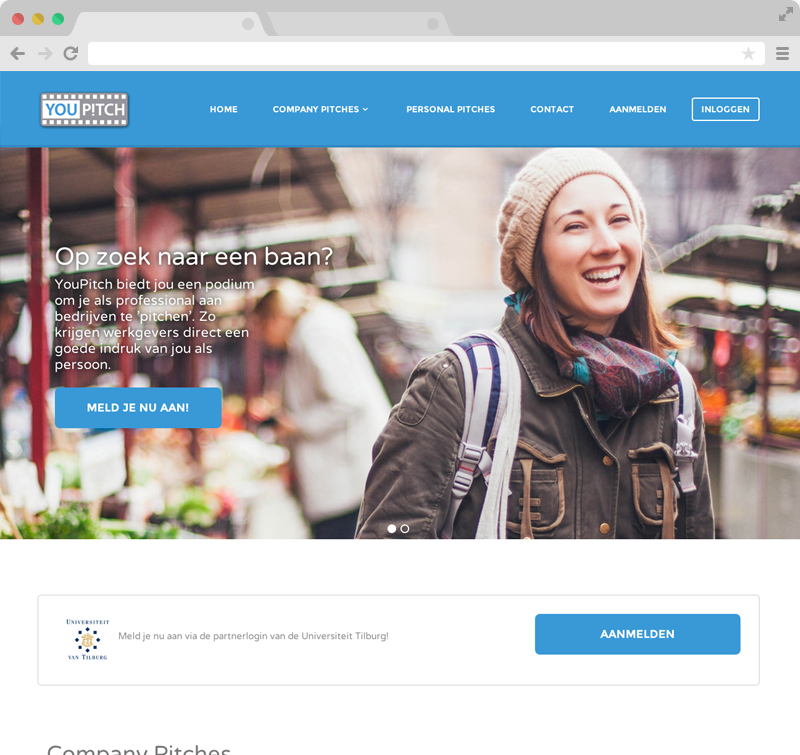 YOU PITCH
HOME
COMPANY PITCHES
PERSONAL PITCHES
CONTACT
AANMELDEN
INLOGGEN
Op zoek naar een baan?
YouPitch biedt jou een podium
om je als professional aan
bedrijven te 'pitchen'. Zo
krijgen werkgevers direct een
goede indruk van jou als
persoon.
MELD JE NU AAN!
UNIVERSITEIT
VAN TILBURG
Meld je nu aan via de partnerlogin van de Universiteit Tilburg!
AANMELDEN
Company Pitches